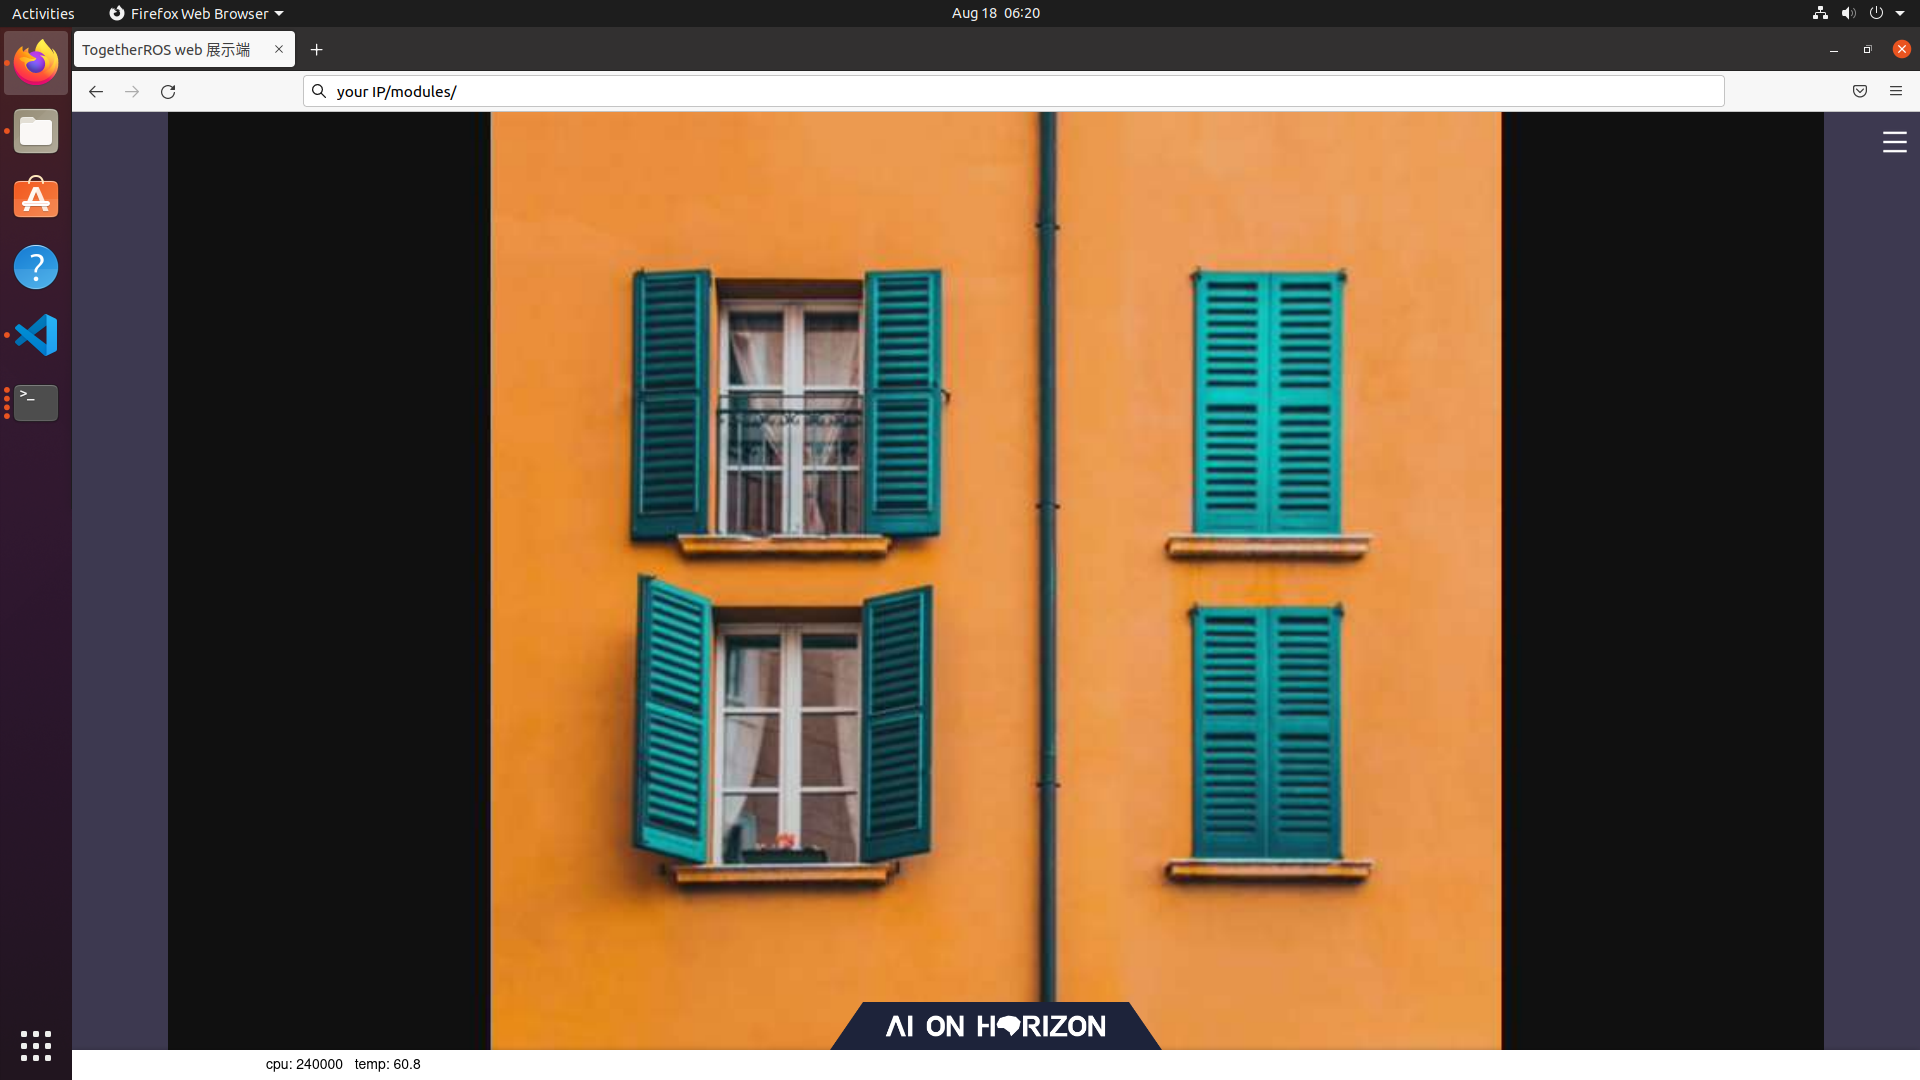 Activities
Firefox Web Browser
Aug 18 06:20
TogetherROS web 展示端
your IP/modules/
>_
AI ON HORIZON
cpu: 240000 temp: 60.8